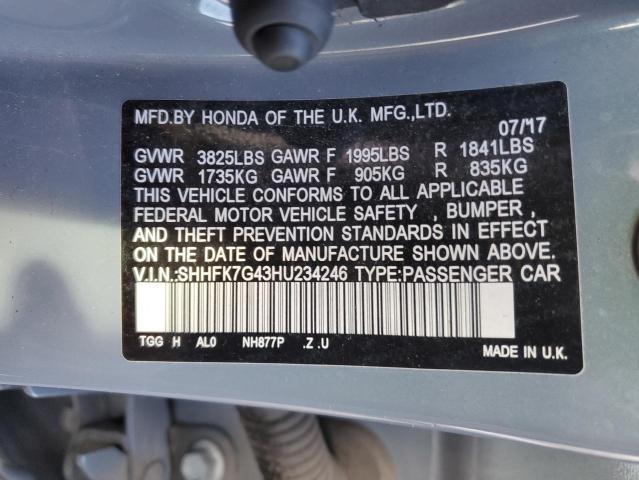 MFD.BY HONDA OF THE U.K. MFG.,LTD.
07/17
GVWR 3825LBS GAWR F 1995LBS R 1841LBS
GVWR 1735KG GAWR F 905KG R 835KG
THIS VEHICLE CONFORMS TO ALL APPLICABLE
FEDERAL MOTOR VEHICLE SAFETY , BUMPER ,
AND THEFT PREVENTION STANDARDS IN EFFECT
ON THE DATE OF MANUFACTURE SHOWN ABOVE.
V.I.N.:SHHFK7G43HU234246 TYPE:PASSENGER CAR
TGG H AL0 NH877P .Z .U
MADE IN U.K.